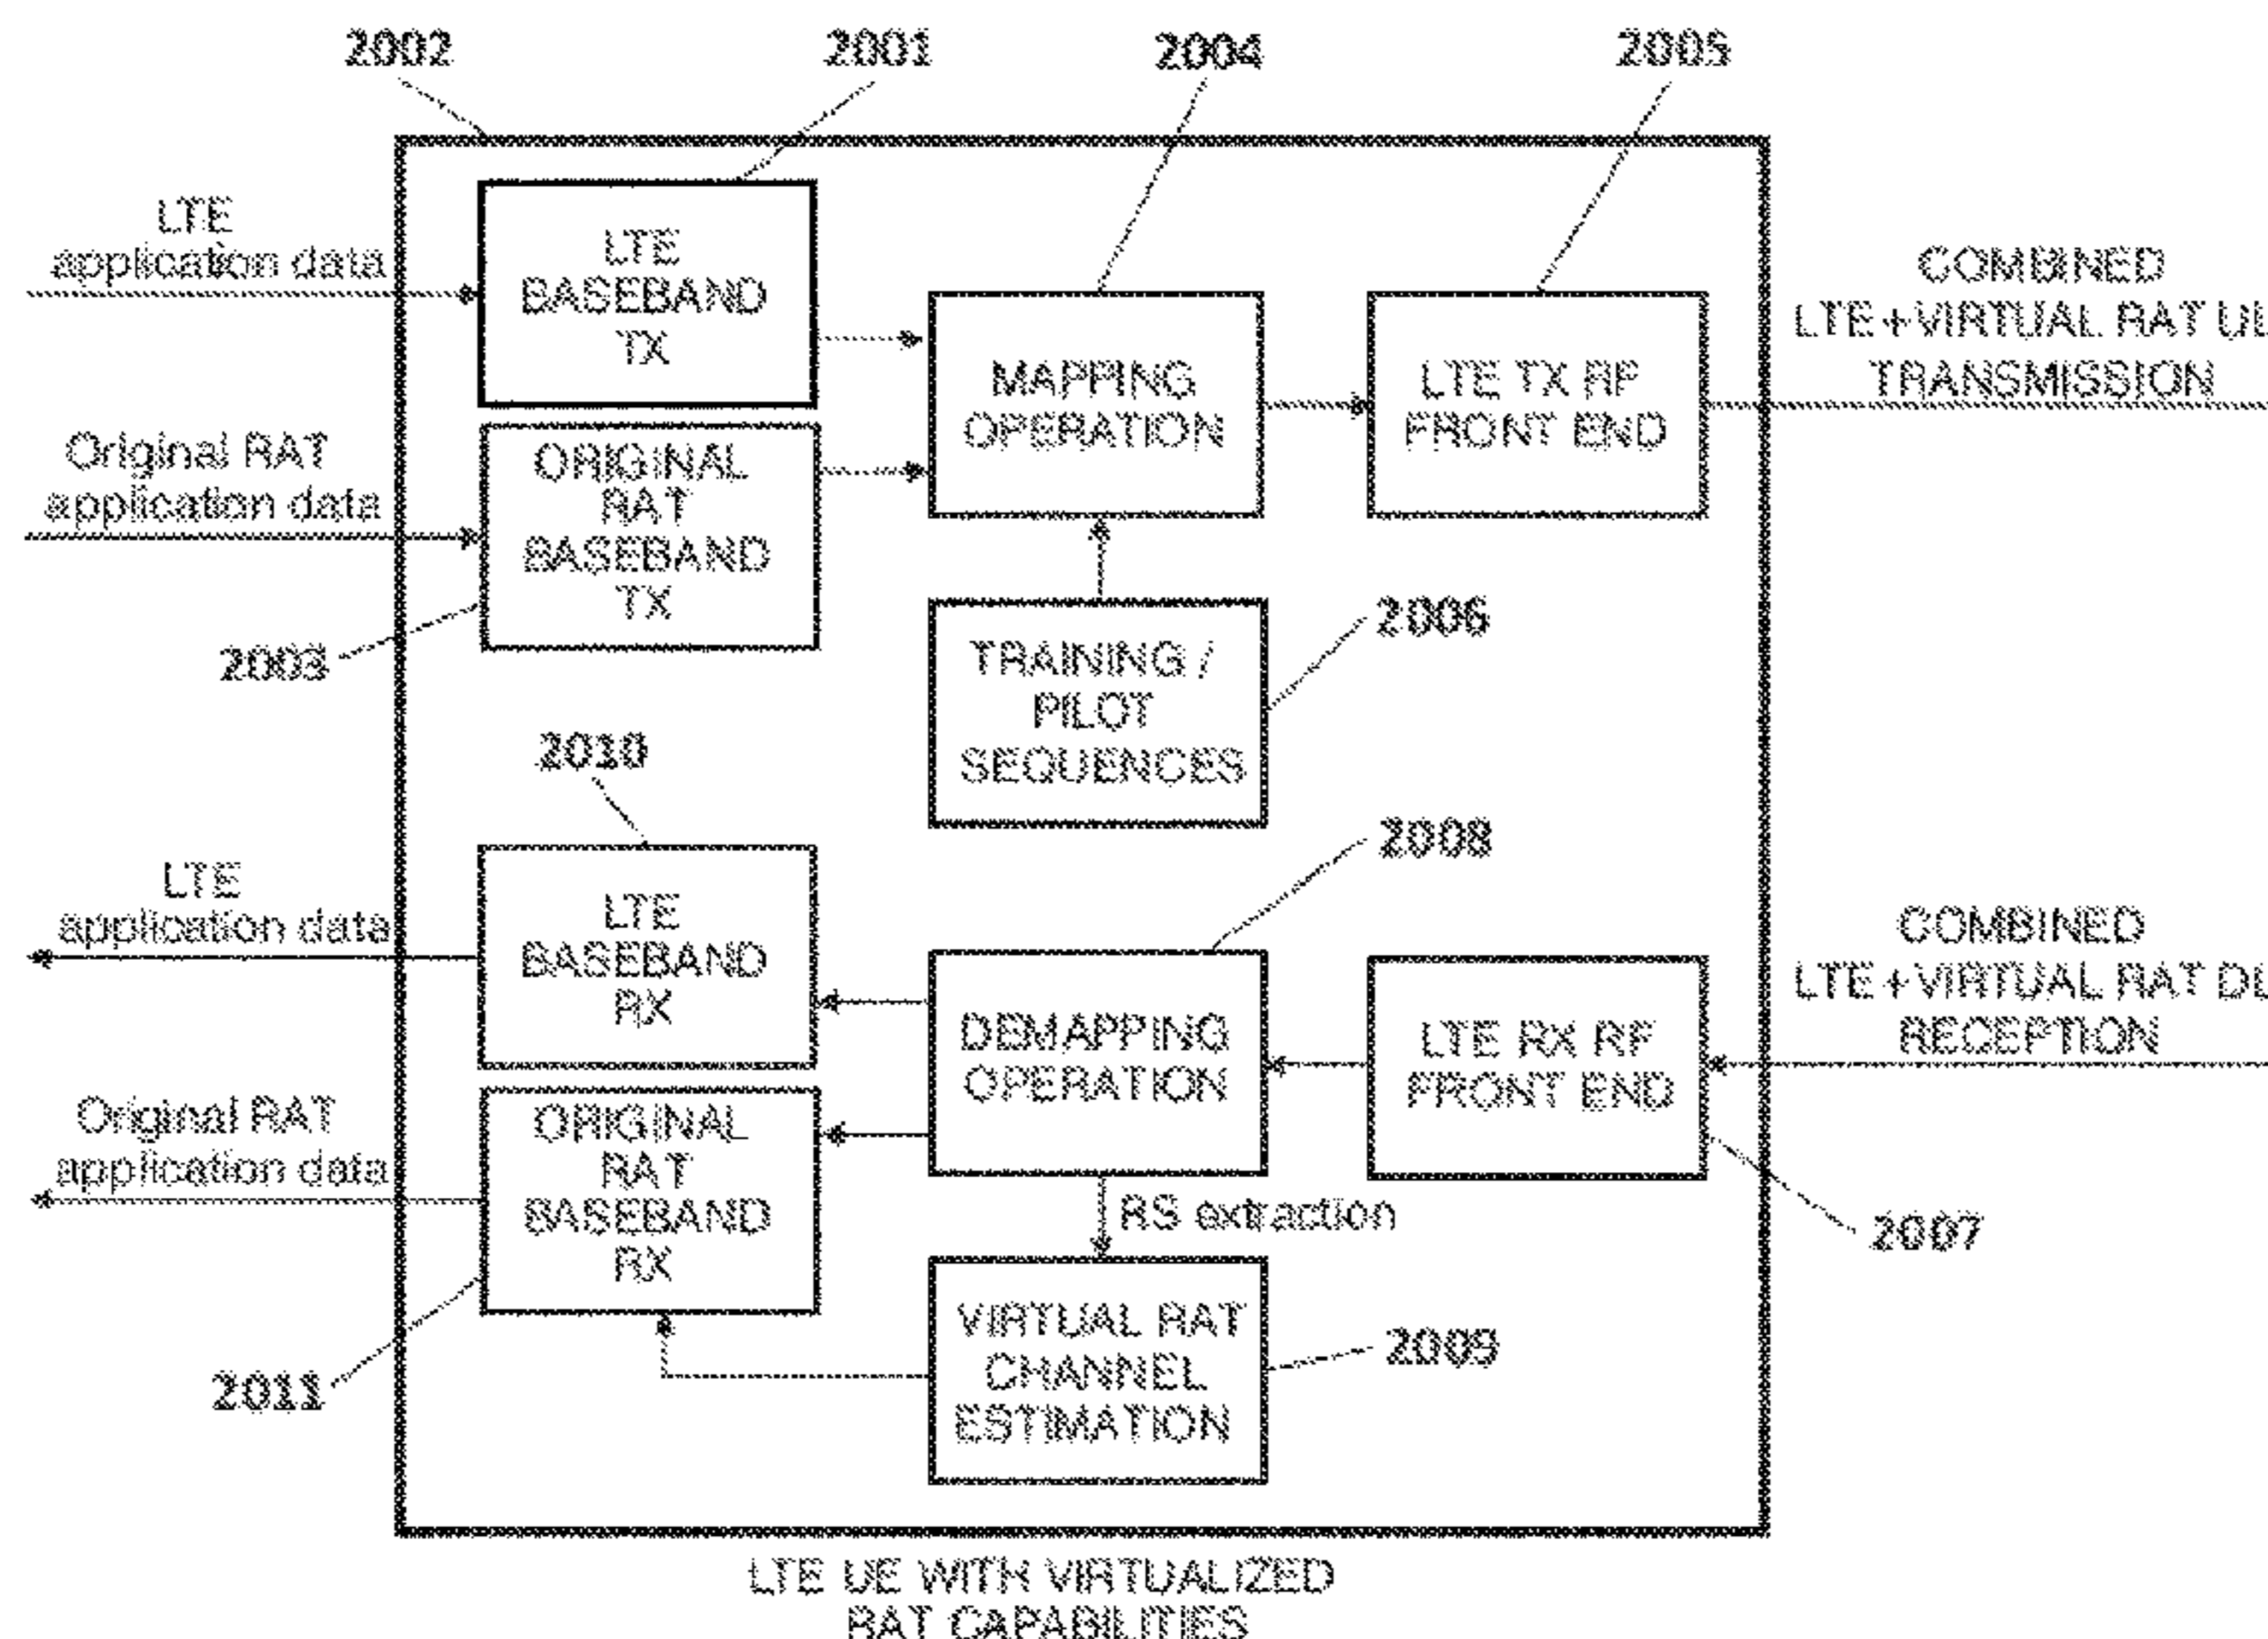 2002
2001
2004
2005
LTE
application data
LTE
BASEBAND
TX
MAPPING
OPERATION
LTE TX RF
FRONT END
COMBINED
LTE+VIRTUAL RAT UL
TRANSMISSION
Original RAT
application data
ORIGINAL
RAT
BASEBAND
TX
2003
TRAINING /
PILOT
SEQUENCES
2006
2010
2008
LTE
application data
LTE
BASEBAND
RX
DEMAPPING
OPERATION
LTE RX RF
FRONT END
COMBINED
LTE+VIRTUAL RAT DL
RECEPTION
Original RAT
application data
ORIGINAL
RAT
BASEBAND
RX
RS extraction
2007
2011
VIRTUAL RAT
CHANNEL
ESTIMATION
2009
LTE UE WITH VIRTUALIZED
RAT CAPABILITIES